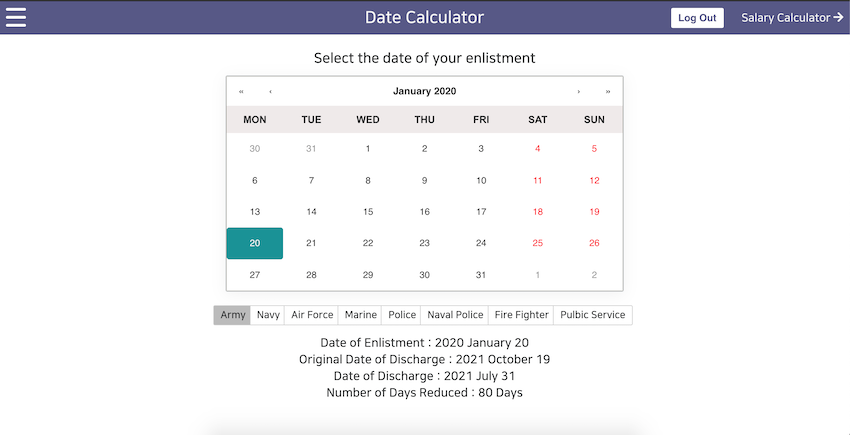 Date Calculator
Log Out
Salary Calculator →
Select the date of your enlistment
« ‹ January 2020 › »
MON TUE WED THU FRI SAT SUN
30 31 1 2 3 4 5
6 7 8 9 10 11 12
13 14 15 16 17 18 19
20 21 22 23 24 25 26
27 28 29 30 31 1 2
Army Navy Air Force Marine Police Naval Police Fire Fighter Pulbic Service
Date of Enlistment : 2020 January 20
Original Date of Discharge : 2021 October 19
Date of Discharge : 2021 July 31
Number of Days Reduced : 80 Days